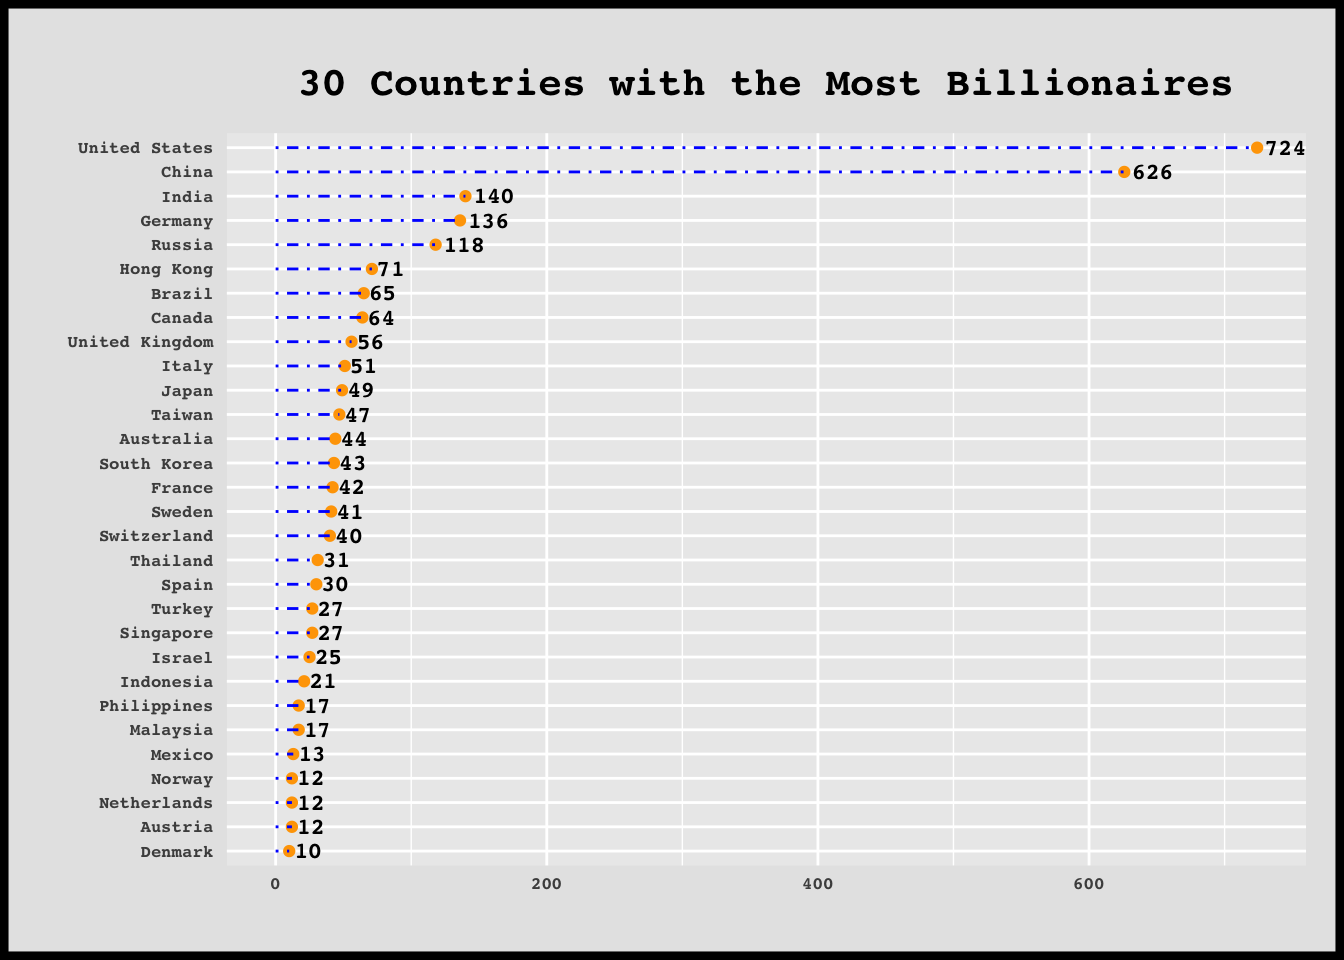 30 Countries with the Most Billionaires
United States 724
China 626
India 140
Germany 136
Russia 118
Hong Kong 71
Brazil 65
Canada 64
United Kingdom 56
Italy 51
Japan 49
Taiwan 47
Australia 44
South Korea 43
France 42
Sweden 41
Switzerland 40
Thailand 31
Spain 30
Turkey 27
Singapore 27
Israel 25
Indonesia 21
Philippines 17
Malaysia 17
Mexico 13
Norway 12
Netherlands 12
Austria 12
Denmark 10
0 200 400 600